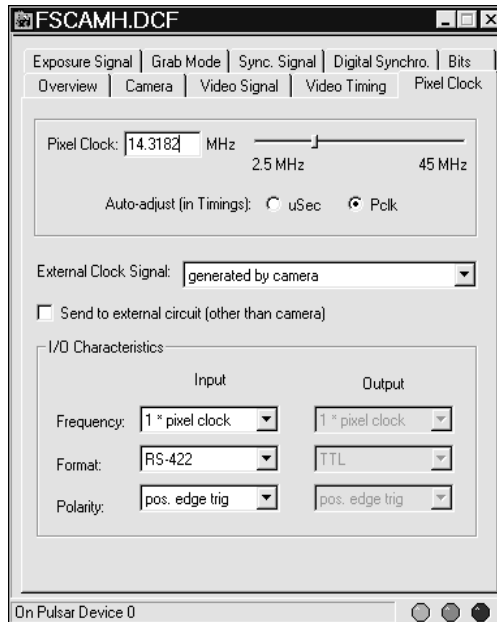 FSCAMH.DCF
Exposure Signal Grab Mode Sync. Signal Digital Synchro. Bits
Overview Camera Video Signal Video Timing Pixel Clock
Pixel Clock: 14.3182 MHz
2.5 MHz 45 MHz
Auto-adjust (in Timings): uSec Pclk
External Clock Signal: generated by camera
Send to external circuit (other than camera)
I/O Characteristics
Input Output
Frequency: 1 * pixel clock 1 * pixel clock
Format: RS-422 TTL
Polarity: pos. edge trig pos. edge trig
On Pulsar Device 0